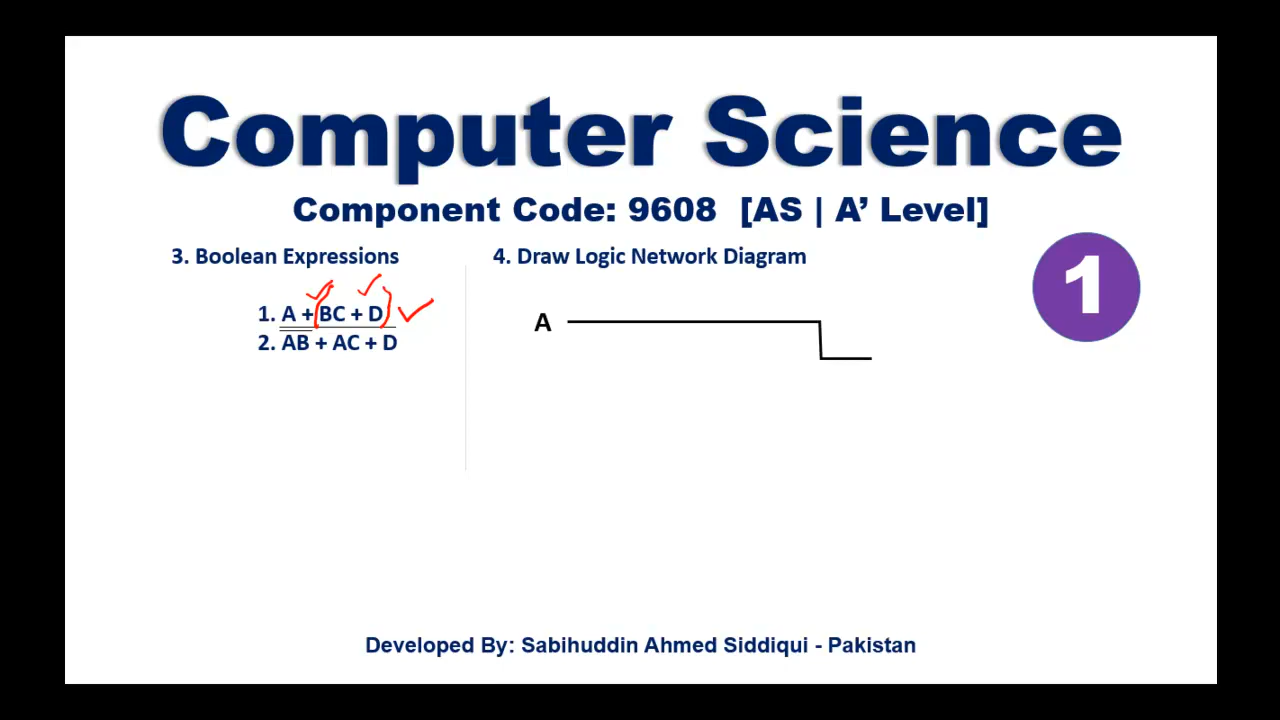 Computer Science
Component Code: 9608 [AS | A’ Level]
3. Boolean Expressions
1. A + (BC + D)
2. AB + AC + D
4. Draw Logic Network Diagram
A
1
Developed By: Sabihuddin Ahmed Siddiqui - Pakistan